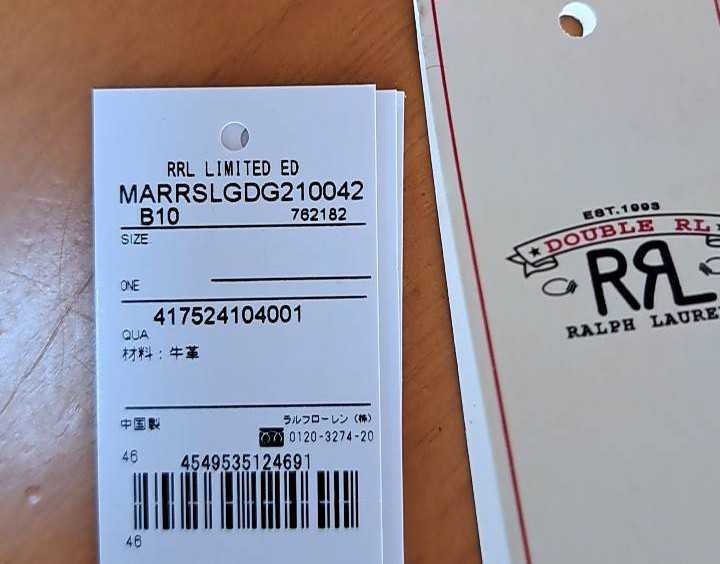 RRL LIMITED ED
MARRSLGDG210042
B10 762182
SIZE
ONE
417524104001
QUA
材料：牛革
中国製 ラルフローレン（株）
0120-3274-20
46 4549535124691
46
EST.1993
DOUBLE RL
RRL
RALPH LAUREN